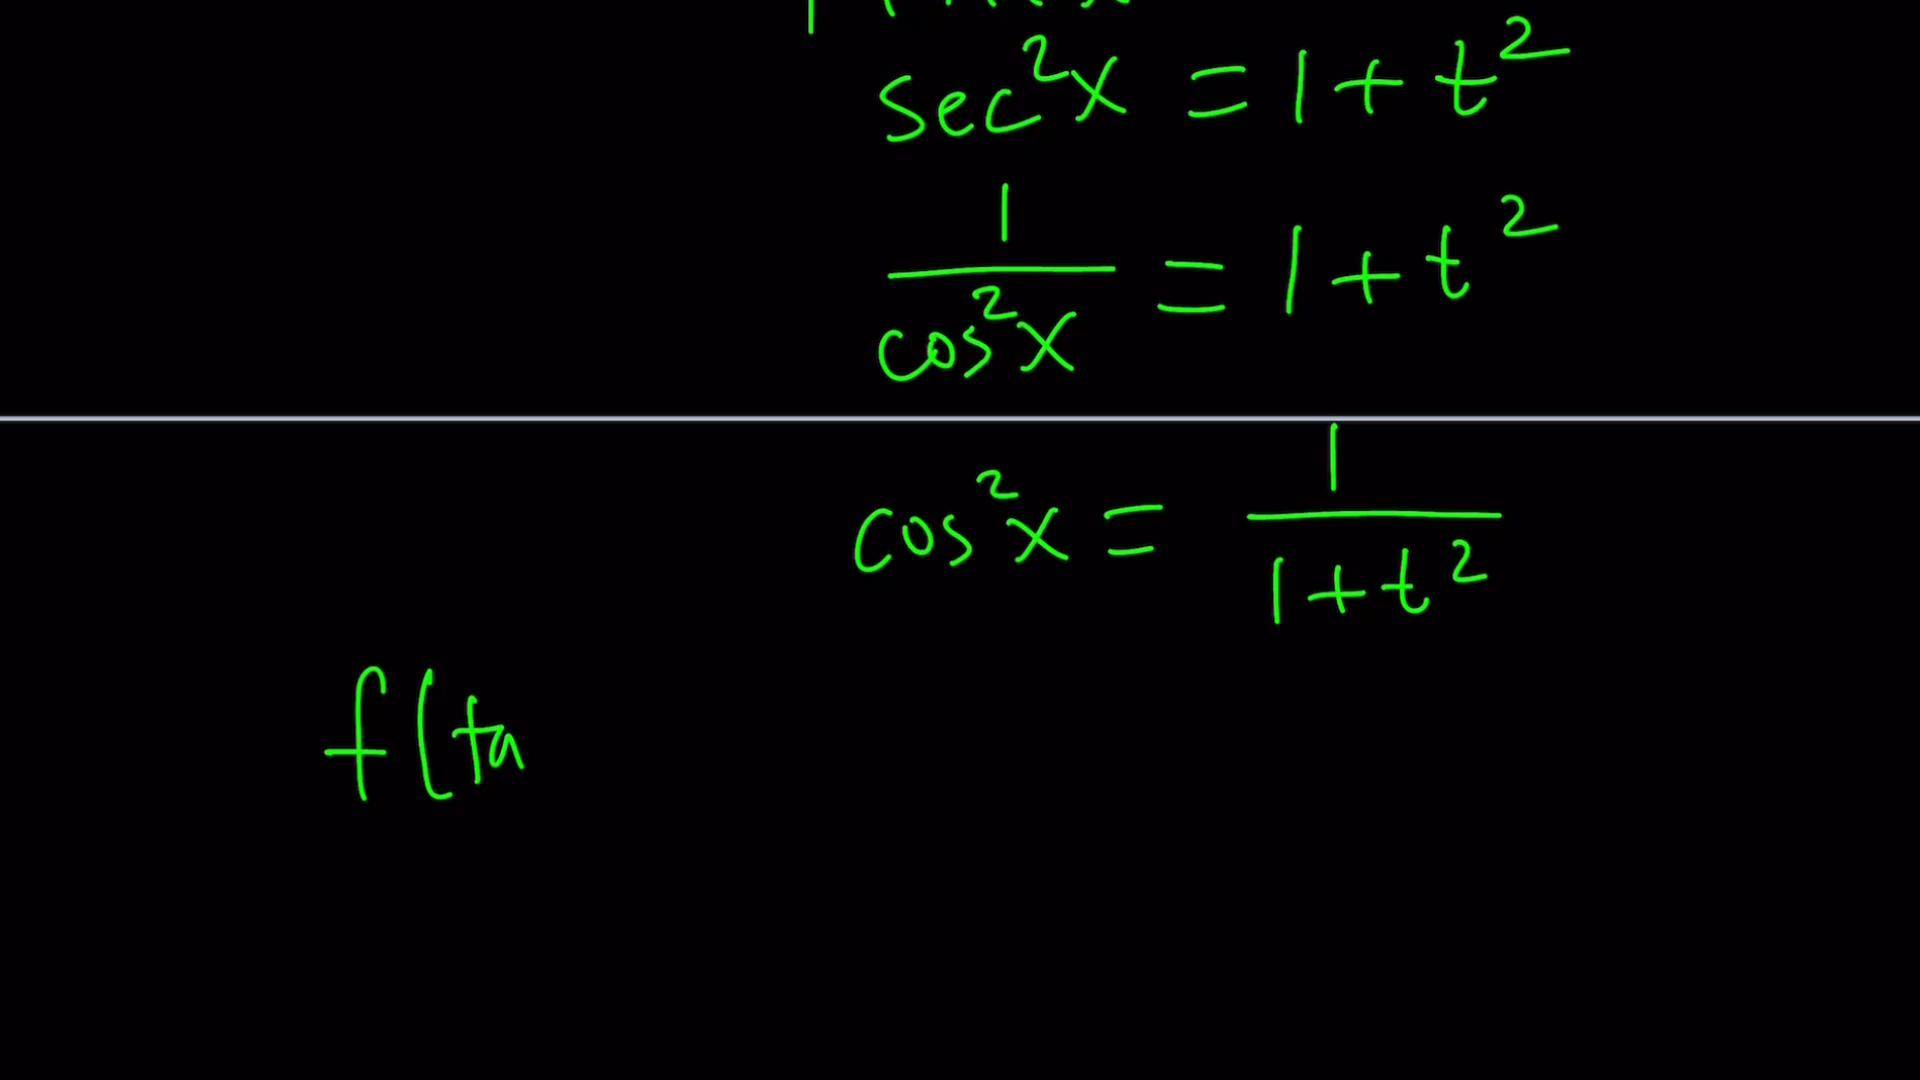 sec²x = 1 + t²
1/cos²x = 1 + t²
cos²x = 1/(1 + t²)
f(ta